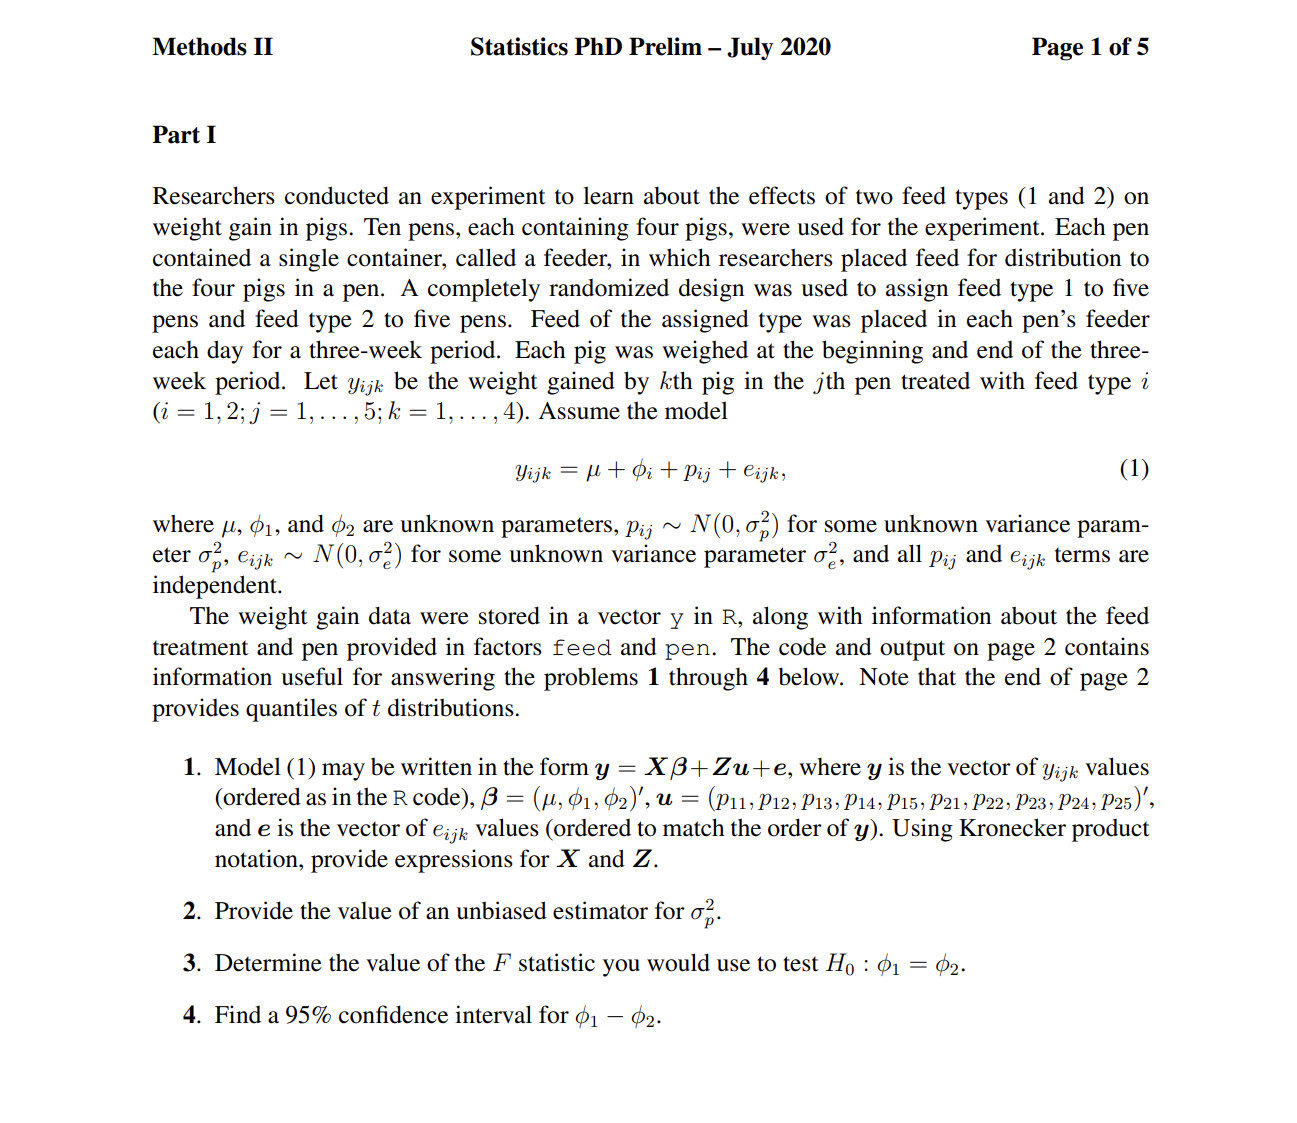 Methods II Statistics PhD Prelim – July 2020 Page 1 of 5
Part I
Researchers conducted an experiment to learn about the effects of two feed types (1 and 2) on
weight gain in pigs. Ten pens, each containing four pigs, were used for the experiment. Each pen
contained a single container, called a feeder, in which researchers placed feed for distribution to
the four pigs in a pen. A completely randomized design was used to assign feed type 1 to five
pens and feed type 2 to five pens. Feed of the assigned type was placed in each pen's feeder
each day for a three-week period. Each pig was weighed at the beginning and end of the three-
week period. Let $y_{ijk}$ be the weight gained by $k$th pig in the $j$th pen treated with feed type $i$
$(i = 1, 2; j = 1, \ldots, 5; k = 1, \ldots, 4)$. Assume the model
$y_{ijk} = \mu + \phi_i + p_{ij} + e_{ijk},$ (1)
where $\mu$, $\phi_1$, and $\phi_2$ are unknown parameters, $p_{ij} \sim N(0, \sigma_p^2)$ for some unknown variance param-
eter $\sigma_p^2$, $e_{ijk} \sim N(0, \sigma_e^2)$ for some unknown variance parameter $\sigma_e^2$, and all $p_{ij}$ and $e_{ijk}$ terms are
independent.
The weight gain data were stored in a vector y in R, along with information about the feed
treatment and pen provided in factors feed and pen. The code and output on page 2 contains
information useful for answering the problems 1 through 4 below. Note that the end of page 2
provides quantiles of $t$ distributions.
1. Model (1) may be written in the form $\boldsymbol{y} = \boldsymbol{X\beta} + \boldsymbol{Zu} + \boldsymbol{e}$, where $\boldsymbol{y}$ is the vector of $y_{ijk}$ values
(ordered as in the R code), $\boldsymbol{\beta} = (\mu, \phi_1, \phi_2)'$, $\boldsymbol{u} = (p_{11}, p_{12}, p_{13}, p_{14}, p_{15}, p_{21}, p_{22}, p_{23}, p_{24}, p_{25})'$,
and $\boldsymbol{e}$ is the vector of $e_{ijk}$ values (ordered to match the order of $\boldsymbol{y}$). Using Kronecker product
notation, provide expressions for $\boldsymbol{X}$ and $\boldsymbol{Z}$.
2. Provide the value of an unbiased estimator for $\sigma_p^2$.
3. Determine the value of the $F$ statistic you would use to test $H_0 : \phi_1 = \phi_2$.
4. Find a 95% confidence interval for $\phi_1 - \phi_2$.